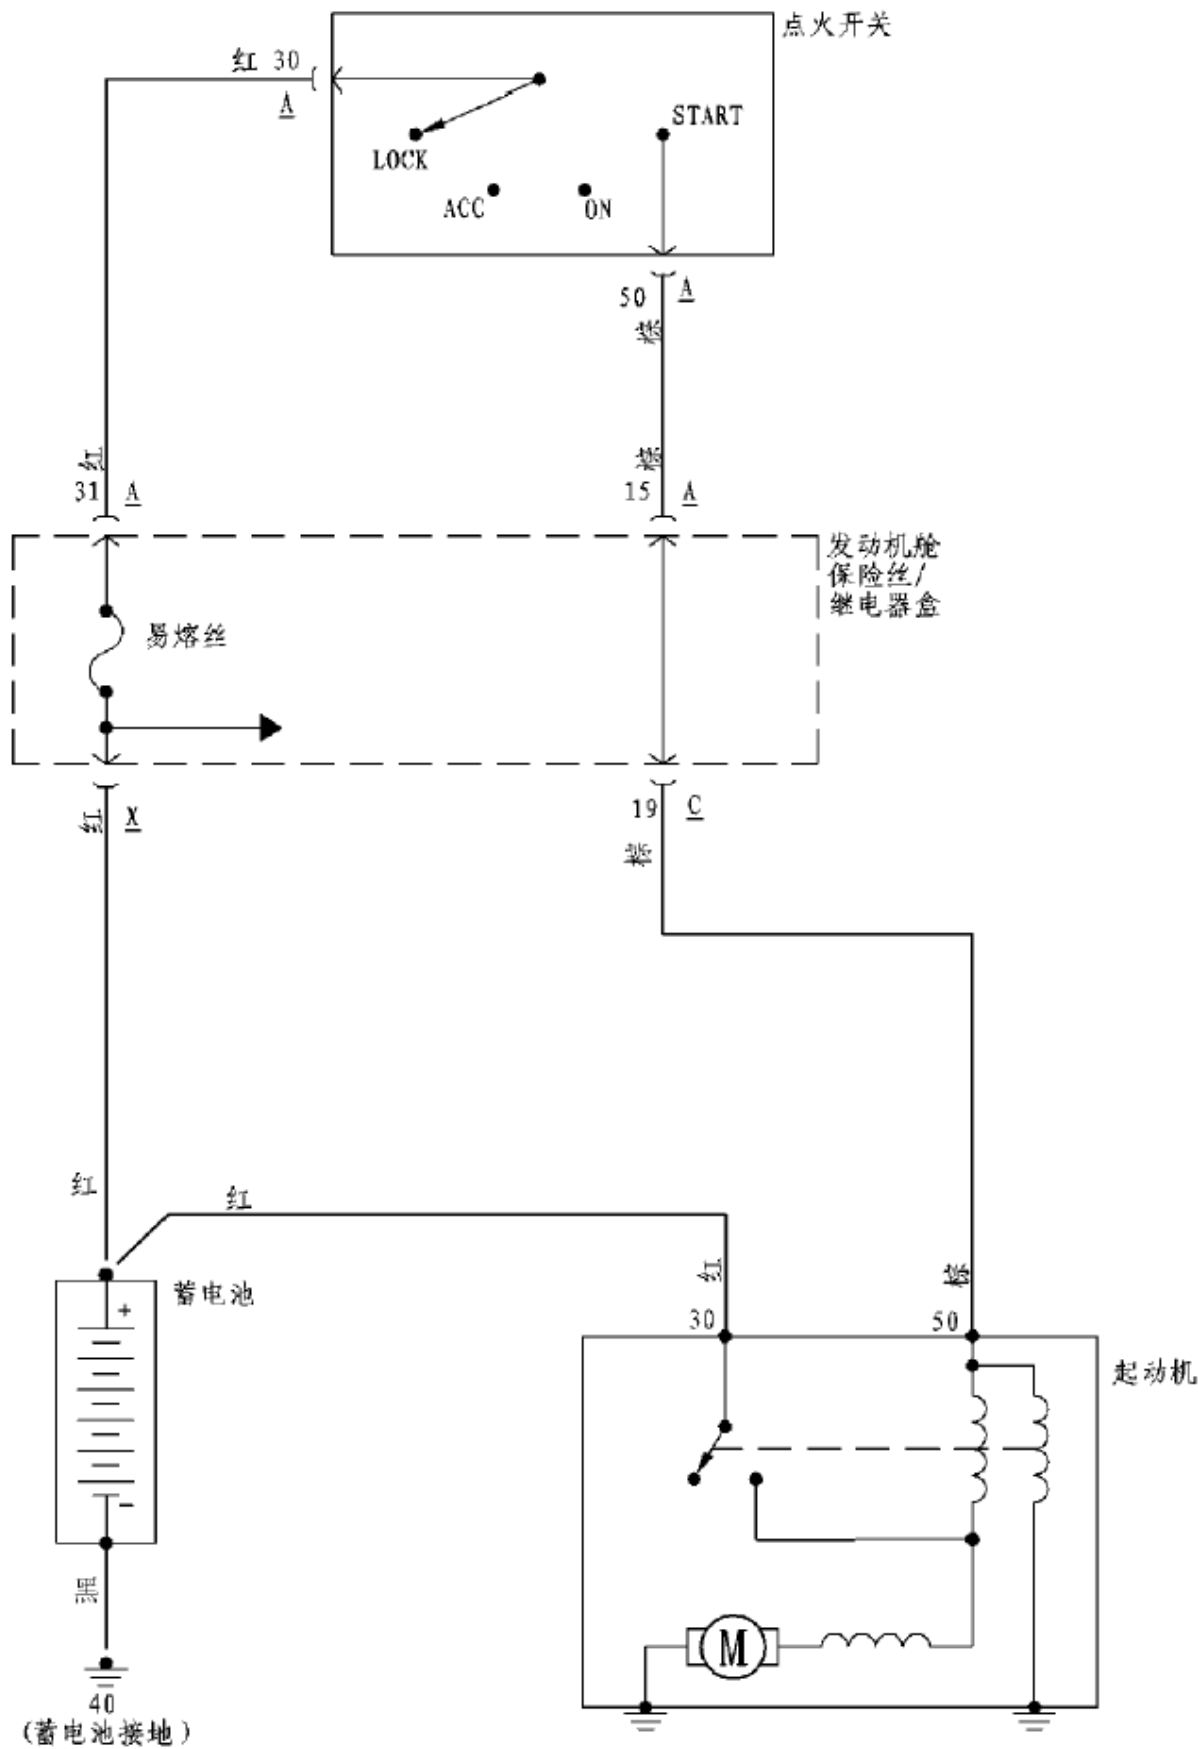 点火开关
红 30
A
START
LOCK
ACC
ON
50 A
棕
红
棕
31 A
15 A
发动机舱
保险丝/
继电器盒
易熔丝
红 X
19 C
棕
红
红
红
棕
蓄电池
30
50
+
起动机
-
黑
M
40
(蓄电池接地)